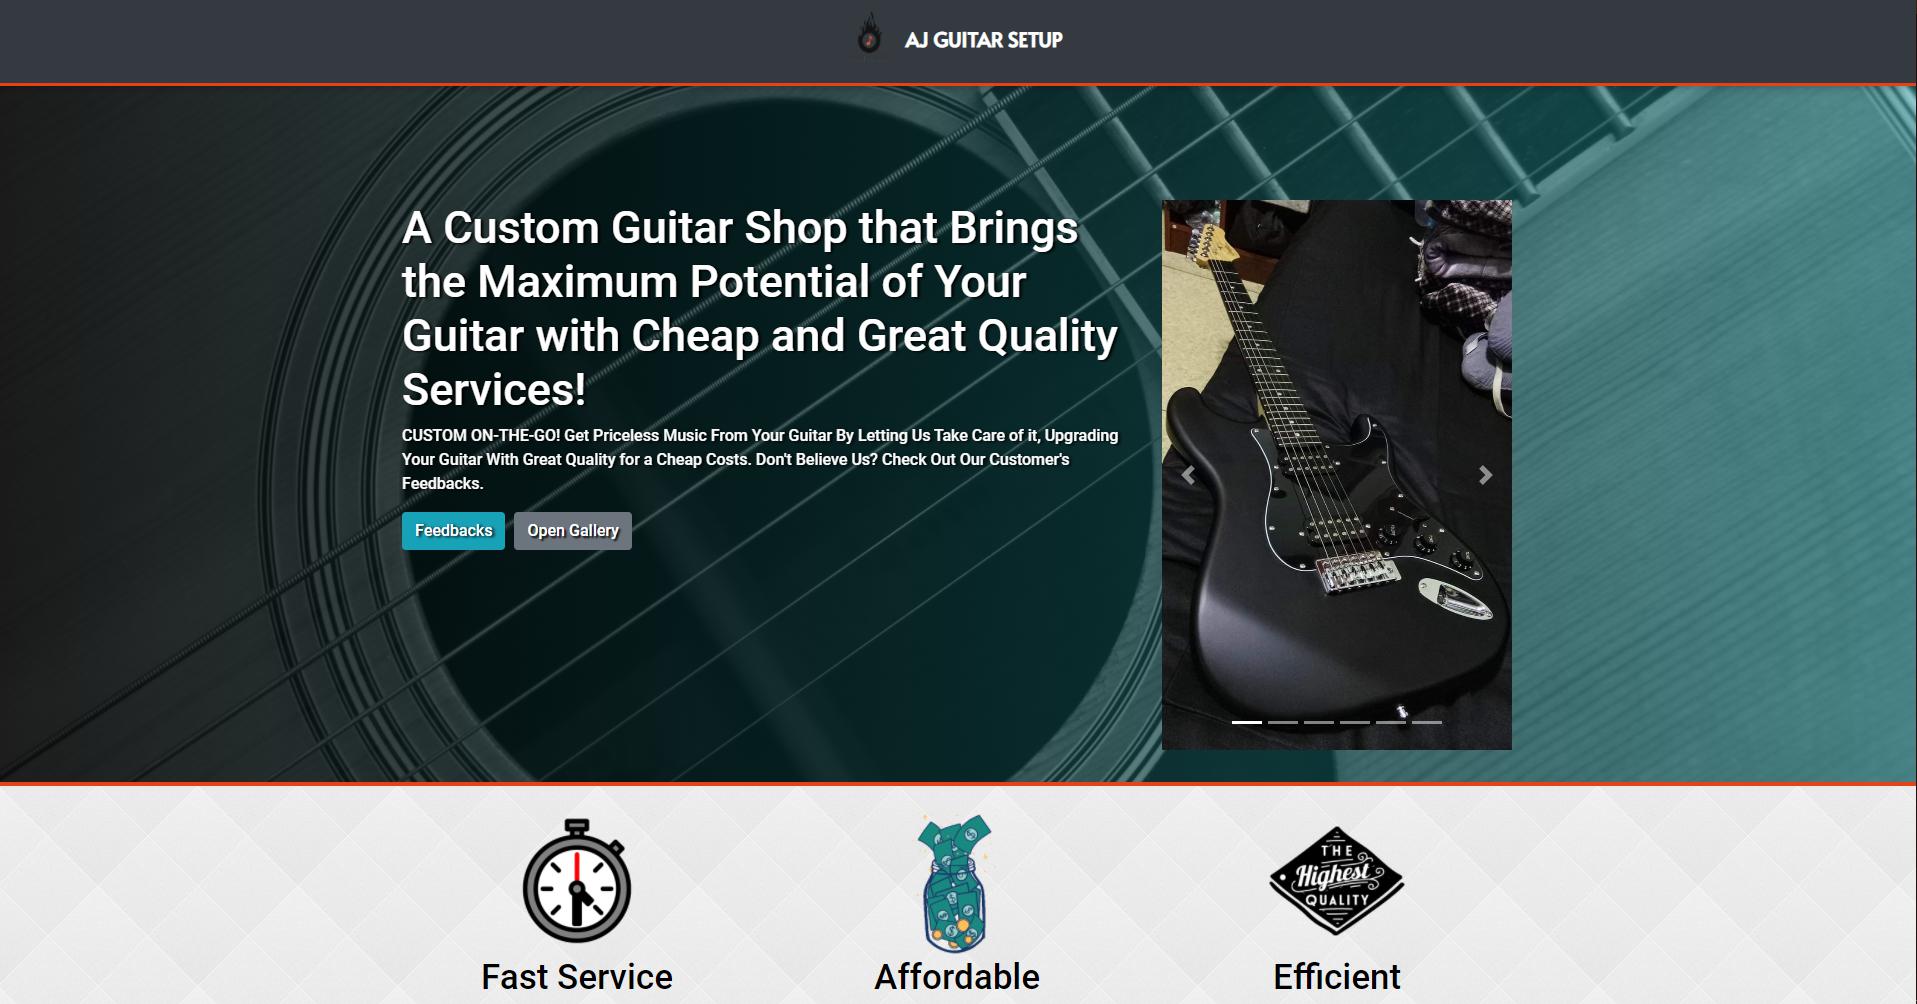 AJ GUITAR SETUP
A Custom Guitar Shop that Brings
the Maximum Potential of Your
Guitar with Cheap and Great Quality
Services!
CUSTOM ON-THE-GO! Get Priceless Music From Your Guitar By Letting Us Take Care of it, Upgrading
Your Guitar With Great Quality for a Cheap Costs. Don't Believe Us? Check Out Our Customer's
Feedbacks.
Feedbacks
Open Gallery
THE
Highest
QUALITY
Fast Service
Affordable
Efficient